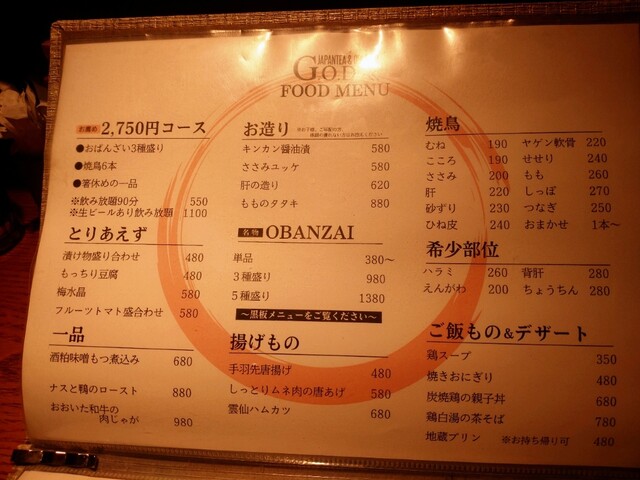 JAPANTEA &
G.O.D
FOOD MENU
お薦め 2,750円コース
●おばんざい3種盛り
●焼鳥6本
●箸休めの一品
※飲み放題90分 550
※生ビールあり飲み放題 1100
とりあえず
漬け物盛り合わせ 480
もっちり豆腐 480
梅水晶 580
フルーツトマト盛合わせ 580
一品
酒粕味噌もつ煮込み 680
ナスと鴨のロースト 880
おおいた和牛の
肉じゃが 980
お造り
キンカン醤油漬 580
ささみユッケ 580
肝の造り 620
もものタタキ 880
名物 OBANZAI
単品 380〜
3種盛り 980
5種盛り 1380
〜黒板メニューをご覧ください〜
揚げもの
手羽先唐揚げ 480
しっとりムネ肉の唐あげ 580
雲仙ハムカツ 680
焼鳥
むね 190 ヤゲン軟骨 220
こころ 190 せせり 240
ささみ 200 もも 260
肝 220 しっぽ 270
砂ずり 230 つなぎ 250
ひね皮 240 おまかせ 1本〜
希少部位
ハラミ 260 背肝 280
えんがわ 200 ちょうちん 280
ご飯もの&デザート
鶏スープ 350
焼きおにぎり 480
炭焼鶏の親子丼 680
鶏白湯の茶そば 780
地蔵プリン ※お持ち帰り可 480